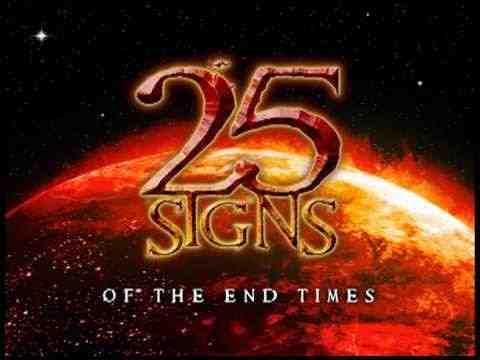 25
SIGNS
OF THE END TIMES